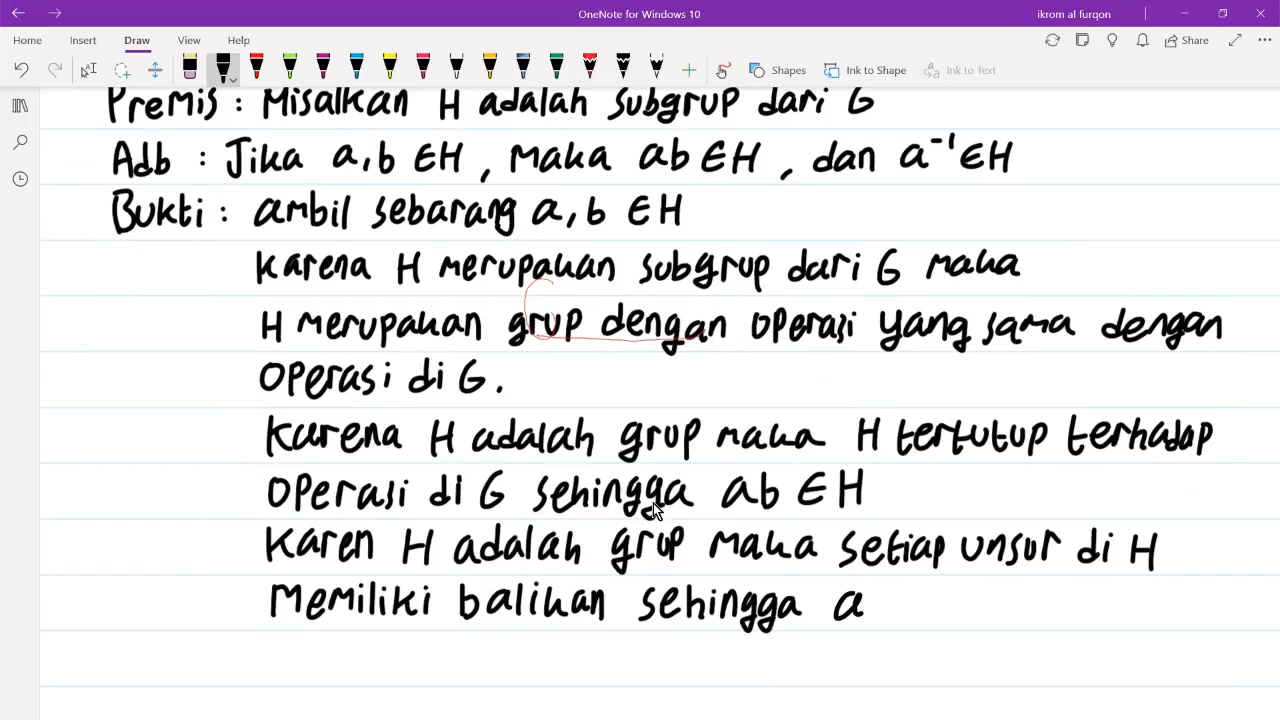 OneNote for Windows 10
ikrom al furqon
Home Insert Draw View Help
Share
Shapes Ink to Shape Ink to Text
Premis : Misalkan H adalah subgrup dari G
Adb : Jika a,b ∈ H , Maka ab ∈ H , dan a⁻¹ ∈ H
Bukti : ambil sebarang a,b ∈ H
Karena H merupakan subgrup dari G maka
H merupakan grup dengan operasi yang sama dengan
operasi di G.
Karena H adalah grup maka H tertutup terhadap
operasi di G sehingga ab ∈ H
Karen H adalah grup maka setiap unsur di H
Memiliki balikan sehingga a